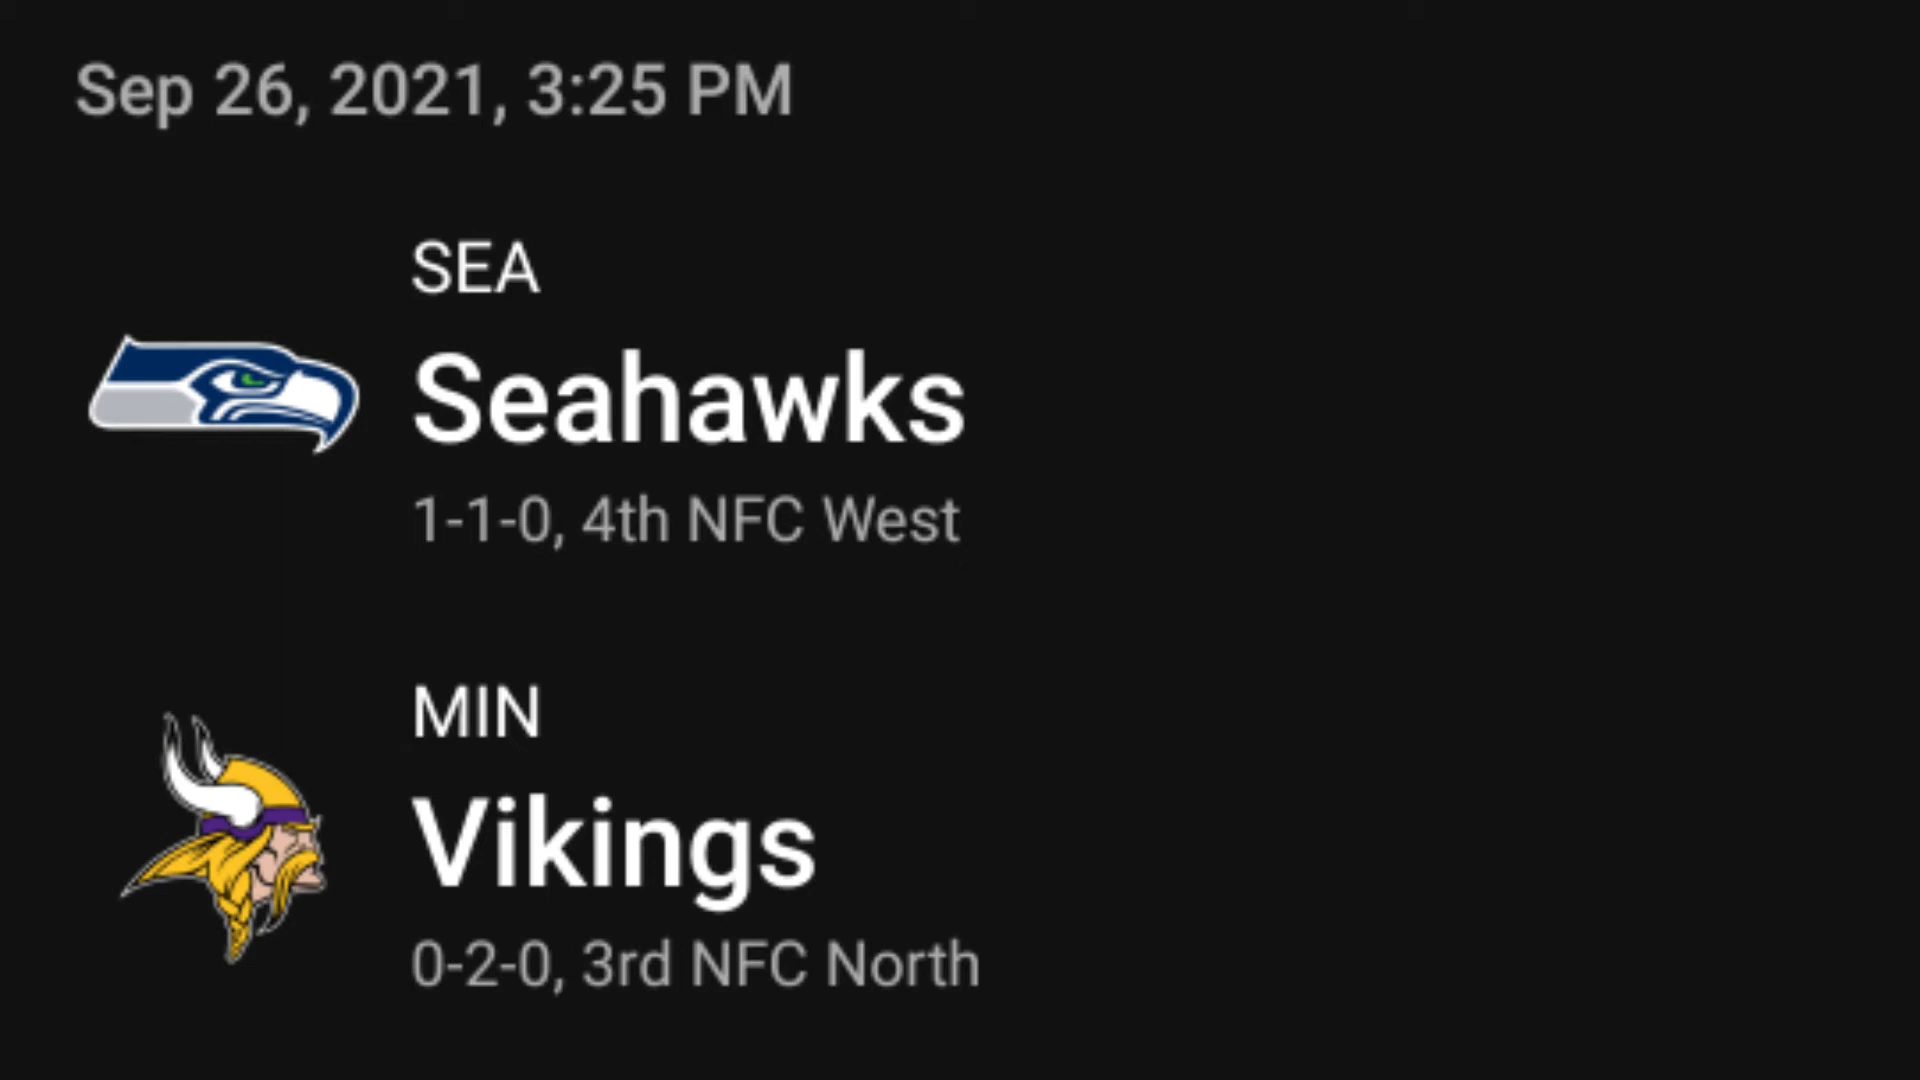 Sep 26, 2021, 3:25 PM
SEA
Seahawks
1-1-0, 4th NFC West
MIN
Vikings
0-2-0, 3rd NFC North